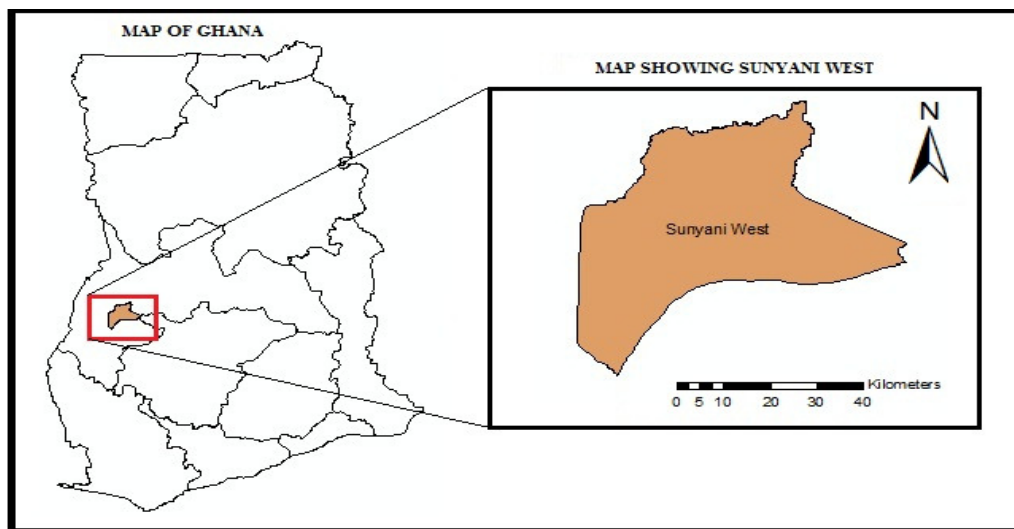 MAP OF GHANA
MAP SHOWING SUNYANI WEST
N
Sunyani West
Kilometers
0 5 10 20 30 40